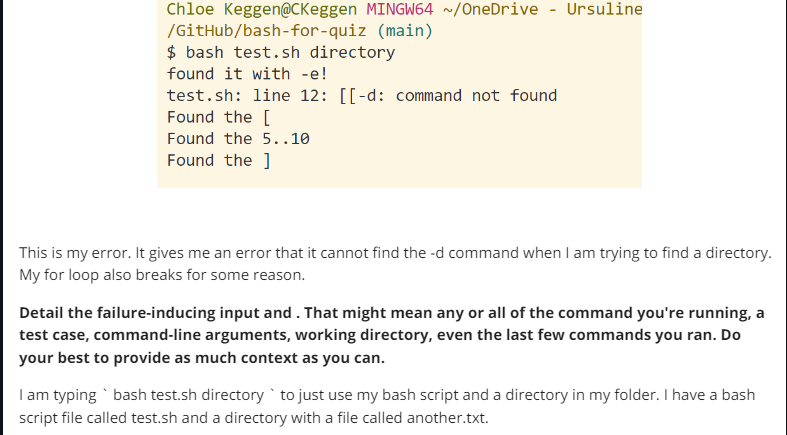 Chloe Keggen@CKeggen MINGW64 ~/OneDrive - Ursuline
/GitHub/bash-for-quiz (main)
$ bash test.sh directory
found it with -e!
test.sh: line 12: [[-d: command not found
Found the [
Found the 5..10
Found the ]
This is my error. It gives me an error that it cannot find the -d command when I am trying to find a directory.
My for loop also breaks for some reason.
Detail the failure-inducing input and . That might mean any or all of the command you're running, a
test case, command-line arguments, working directory, even the last few commands you ran. Do
your best to provide as much context as you can.
I am typing ` bash test.sh directory ` to just use my bash script and a directory in my folder. I have a bash
script file called test.sh and a directory with a file called another.txt.